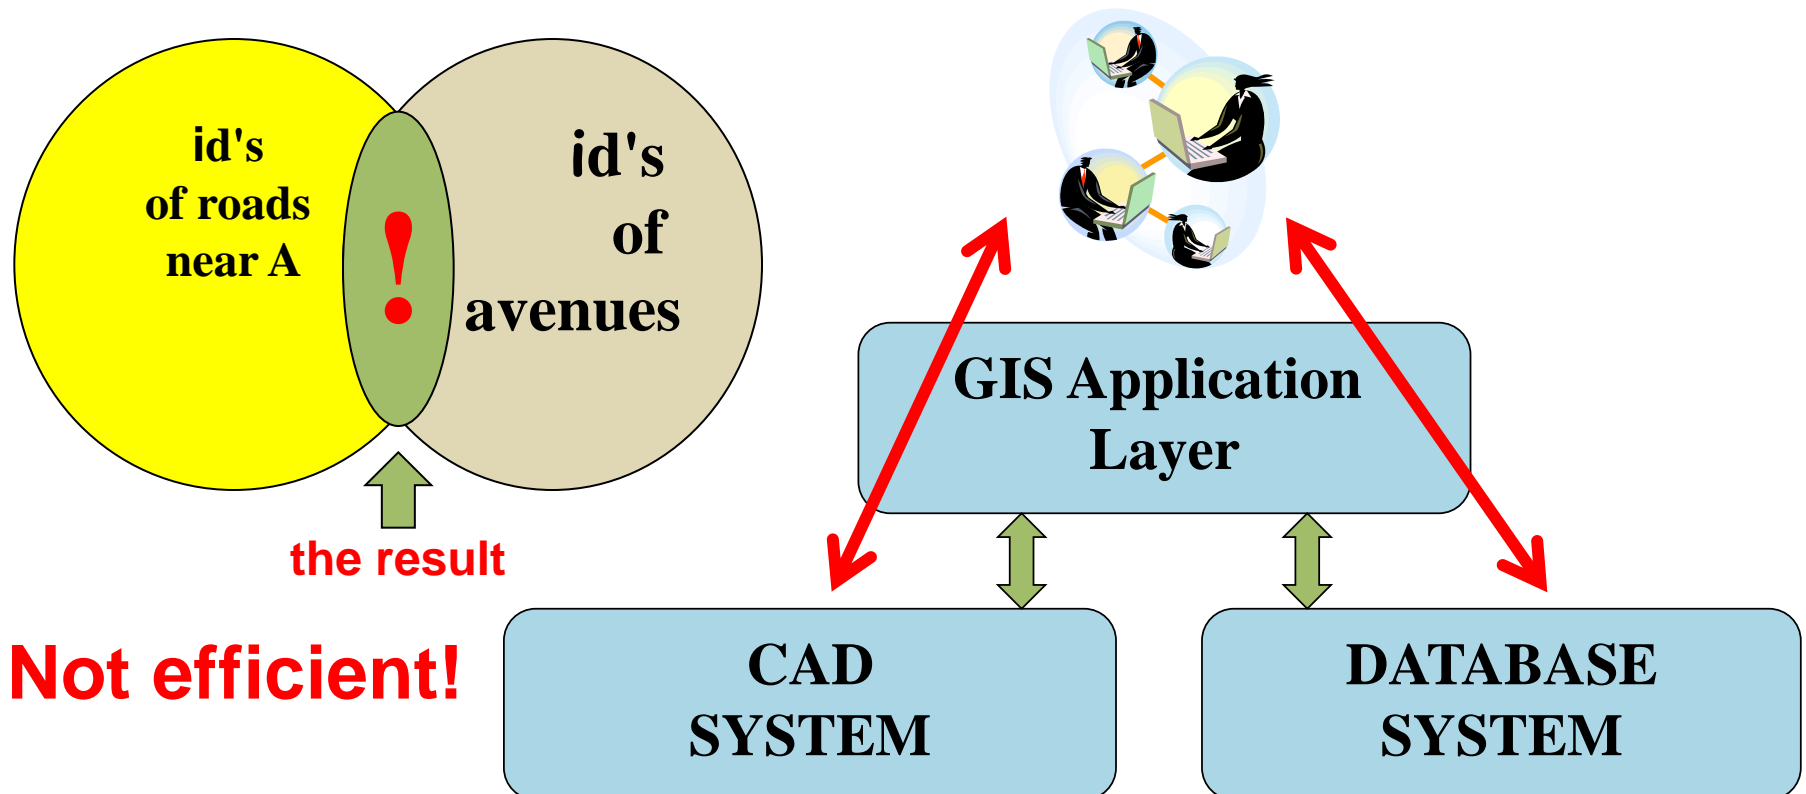 id's
of roads
near A
!
id's
of
avenues
the result
Not efficient!
GIS Application
Layer
CAD
SYSTEM
DATABASE
SYSTEM